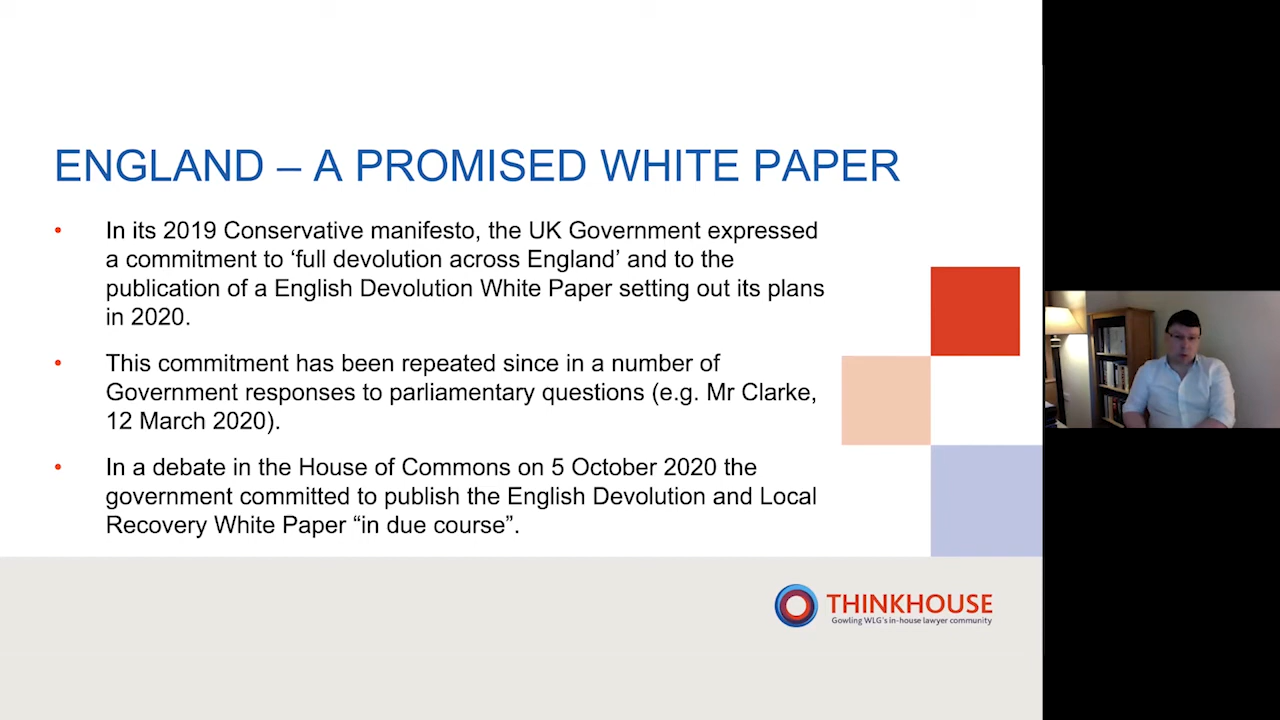 ENGLAND – A PROMISED WHITE PAPER
• In its 2019 Conservative manifesto, the UK Government expressed
a commitment to ‘full devolution across England’ and to the
publication of a English Devolution White Paper setting out its plans
in 2020.
• This commitment has been repeated since in a number of
Government responses to parliamentary questions (e.g. Mr Clarke,
12 March 2020).
• In a debate in the House of Commons on 5 October 2020 the
government committed to publish the English Devolution and Local
Recovery White Paper “in due course”.
THINKHOUSE
Gowling WLG's in-house lawyer community